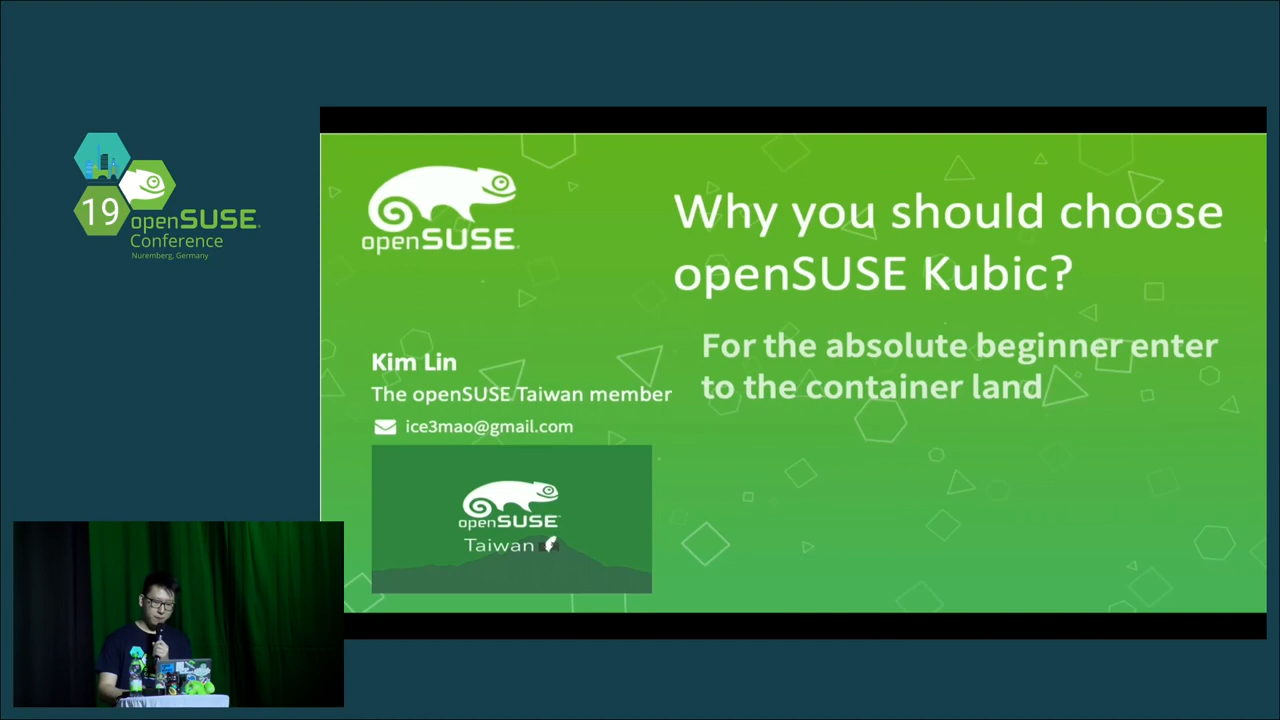 19
openSUSE
Conference
Nuremberg, Germany
openSUSE
Why you should choose
openSUSE Kubic?
For the absolute beginner enter
to the container land
Kim Lin
The openSUSE Taiwan member
ice3mao@gmail.com
openSUSE
Taiwan